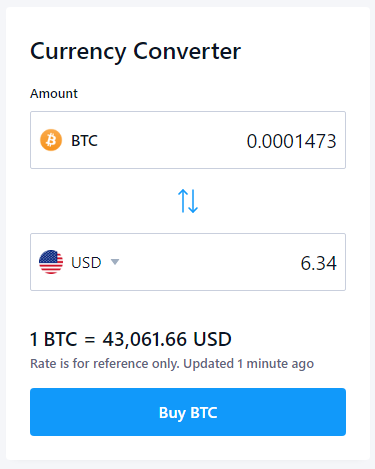 Currency Converter
Amount
BTC 0.0001473
USD 6.34
1 BTC = 43,061.66 USD
Rate is for reference only. Updated 1 minute ago
Buy BTC